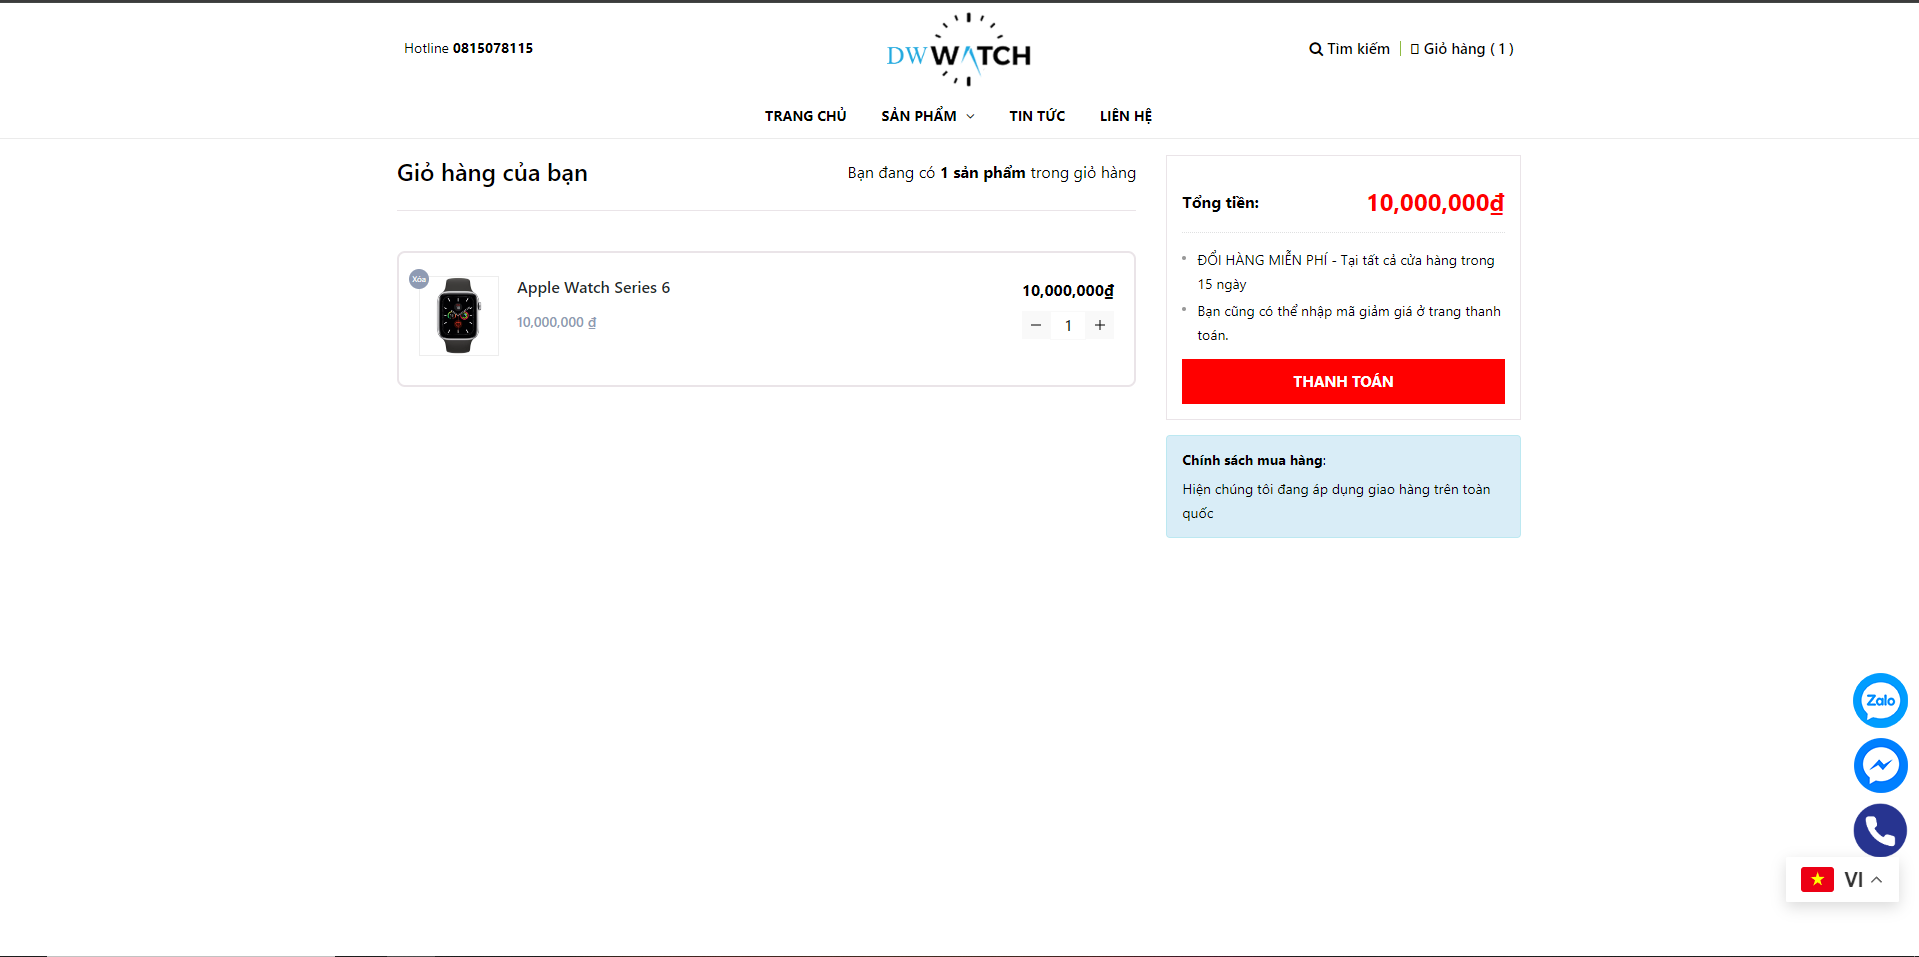 Hotline 0815078115
DWWATCH
Tìm kiếm
Giỏ hàng ( 1 )
TRANG CHỦ
SẢN PHẨM
TIN TỨC
LIÊN HỆ
Giỏ hàng của bạn
Bạn đang có 1 sản phẩm trong giỏ hàng
Xóa
Apple Watch Series 6
10,000,000 ₫
10,000,000₫
1
Tổng tiền:
10,000,000₫
ĐỔI HÀNG MIỄN PHÍ - Tại tất cả cửa hàng trong
15 ngày
Bạn cũng có thể nhập mã giảm giá ở trang thanh
toán.
THANH TOÁN
Chính sách mua hàng:
Hiện chúng tôi đang áp dụng giao hàng trên toàn
quốc
Zalo
VI